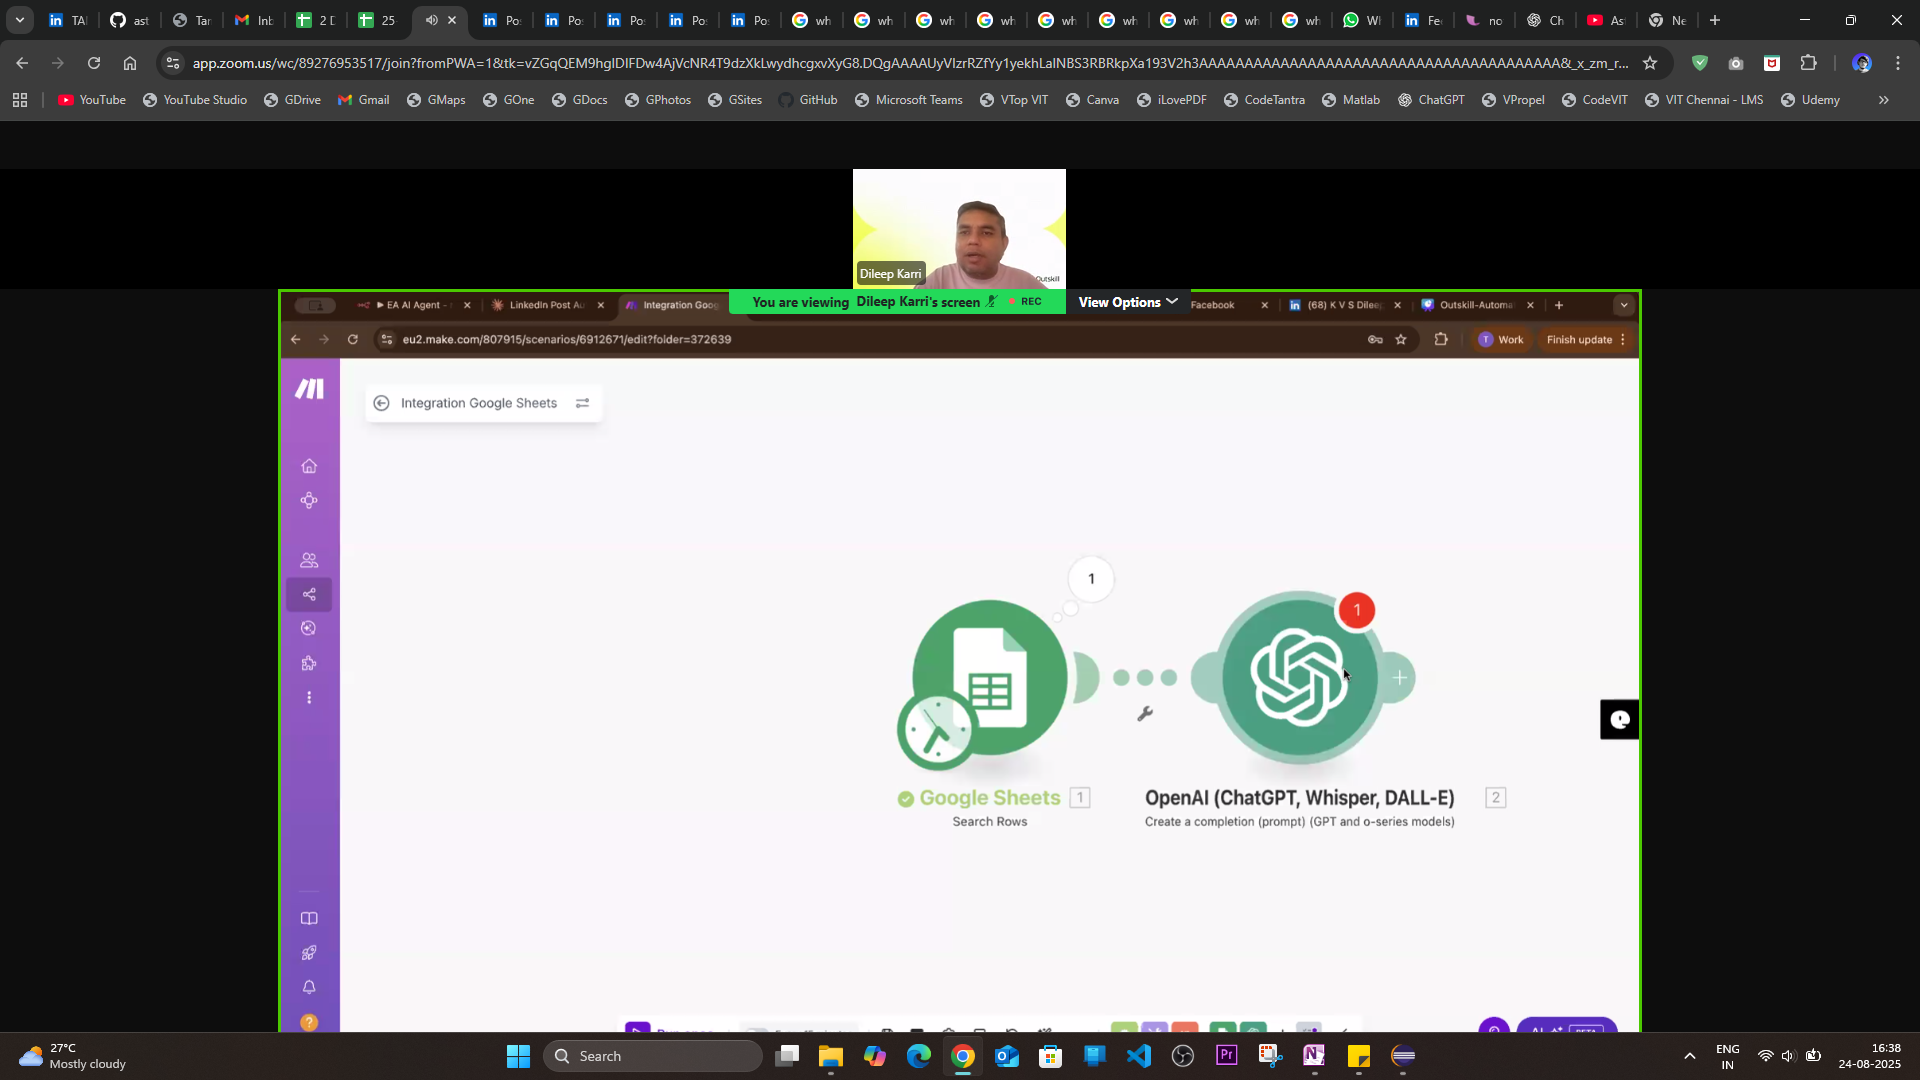 TA
ast
Tar
Inb
2 D
25-
Po
Po
Po
Po
Po
wh
wh
wh
wh
wh
wh
wh
wh
wh
Wh
Fe
no
Ch
As
Ne
app.zoom.us/wc/89276953517/join?fromPWA=1&tk=
YouTube
YouTube Studio
GDrive
Gmail
GMaps
GOne
GDocs
GPhotos
GSites
GitHub
Microsoft Teams
VTop VIT
Canva
iLovePDF
CodeTantra
Matlab
ChatGPT
VPropel
CodeVIT
VIT Chennai - LMS
Udemy
Dileep Karri
Outskill
EA AI Agent -
LinkedIn Post Au
Integration Goog
You are viewing Dileep Karri's screen
REC
View Options
Facebook
(68) K V S Dilee
Outskill-Automa
eu2.make.com/807915/scenarios/6912671/edit?folder=372639
T
Work
Finish update
Integration Google Sheets
1
1
Google Sheets
1
Search Rows
OpenAI (ChatGPT, Whisper, DALL-E)
2
Create a completion (prompt) (GPT and o-series models)
27°C
Mostly cloudy
Search
Pr
ENG
IN
16:38
24-08-2025